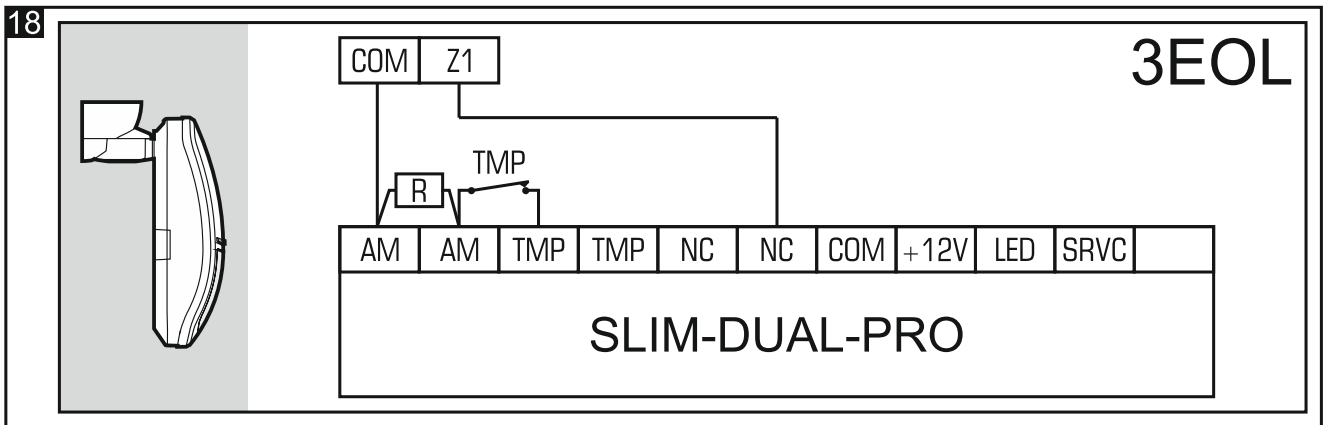 18
3EOL
COM Z1
TMP
R
AM AM TMP TMP NC NC COM +12V LED SRVC
SLIM-DUAL-PRO